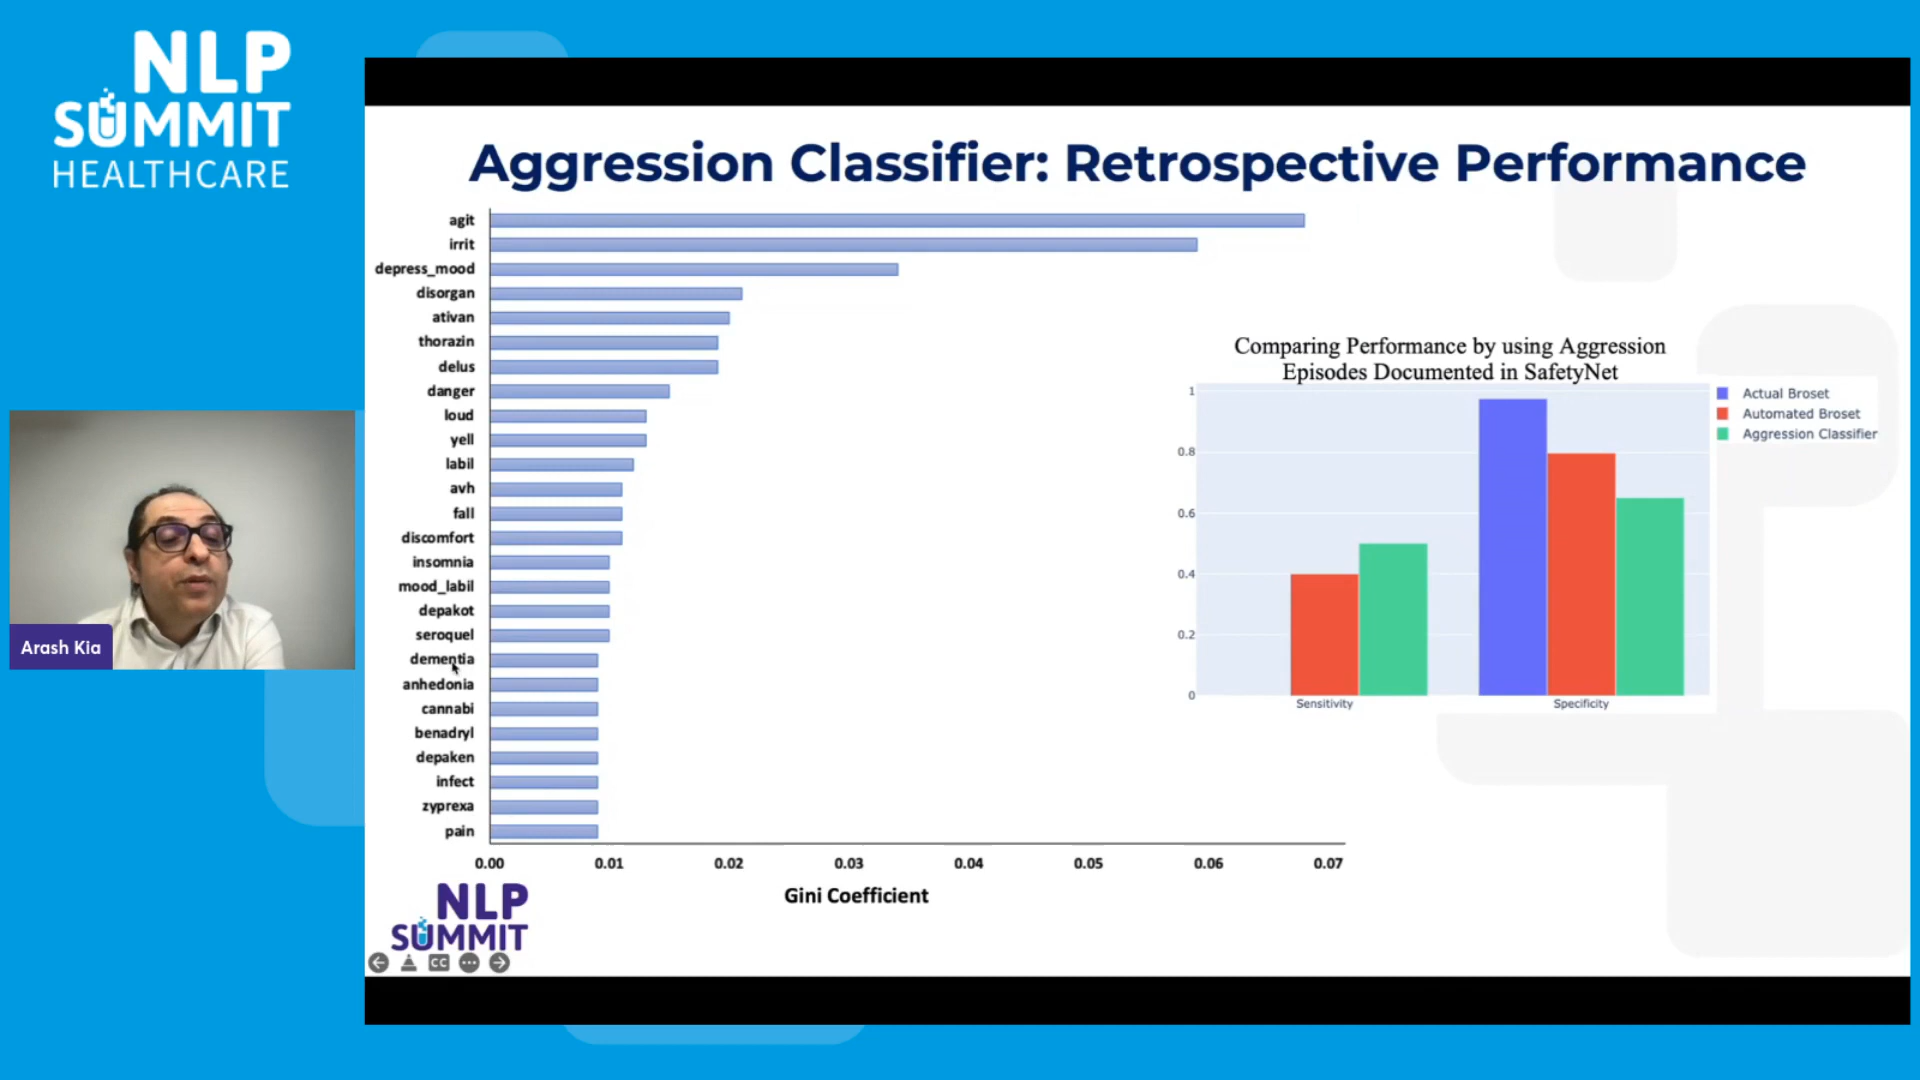 NLP
SUMMIT
HEALTHCARE
Aggression Classifier: Retrospective Performance
agit
irrit
depress_mood
disorgan
ativan
thorazin
delus
danger
loud
yell
labil
avh
fall
discomfort
insomnia
mood_labil
depakot
seroquel
dementia
anhedonia
cannabi
benadryl
depaken
infect
zyprexa
pain
0.00 0.01 0.02 0.03 0.04 0.05 0.06 0.07
Gini Coefficient
Comparing Performance by using Aggression
Episodes Documented in SafetyNet
1
0.8
0.6
0.4
0.2
0
Sensitivity Specificity
Actual Broset
Automated Broset
Aggression Classifier
Arash Kia
NLP
SUMMIT
CC